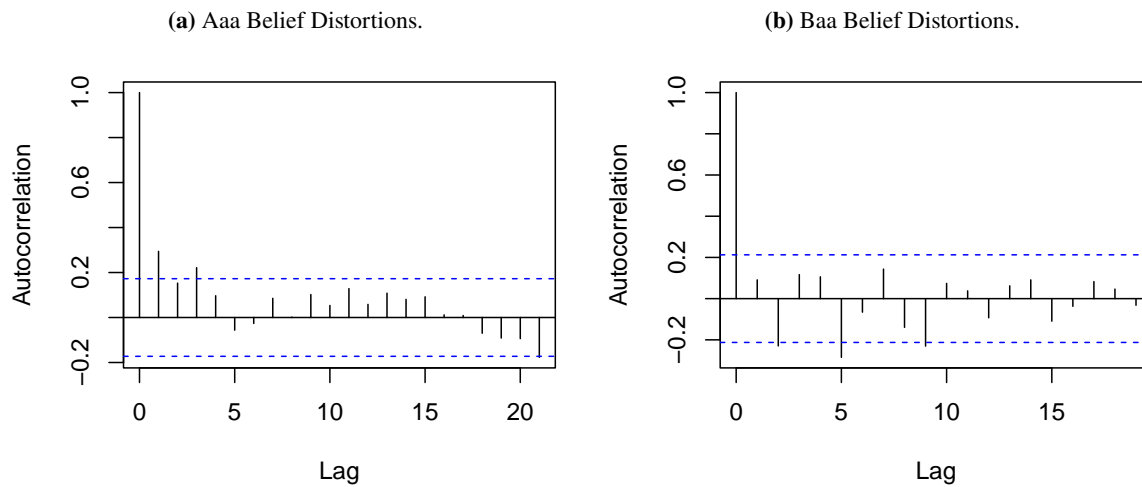 (a) Aaa Belief Distortions.
Autocorrelation
1.0
0.6
0.2
−0.2
0 5 10 15 20
Lag
(b) Baa Belief Distortions.
Autocorrelation
1.0
0.6
0.2
−0.2
0 5 10 15
Lag